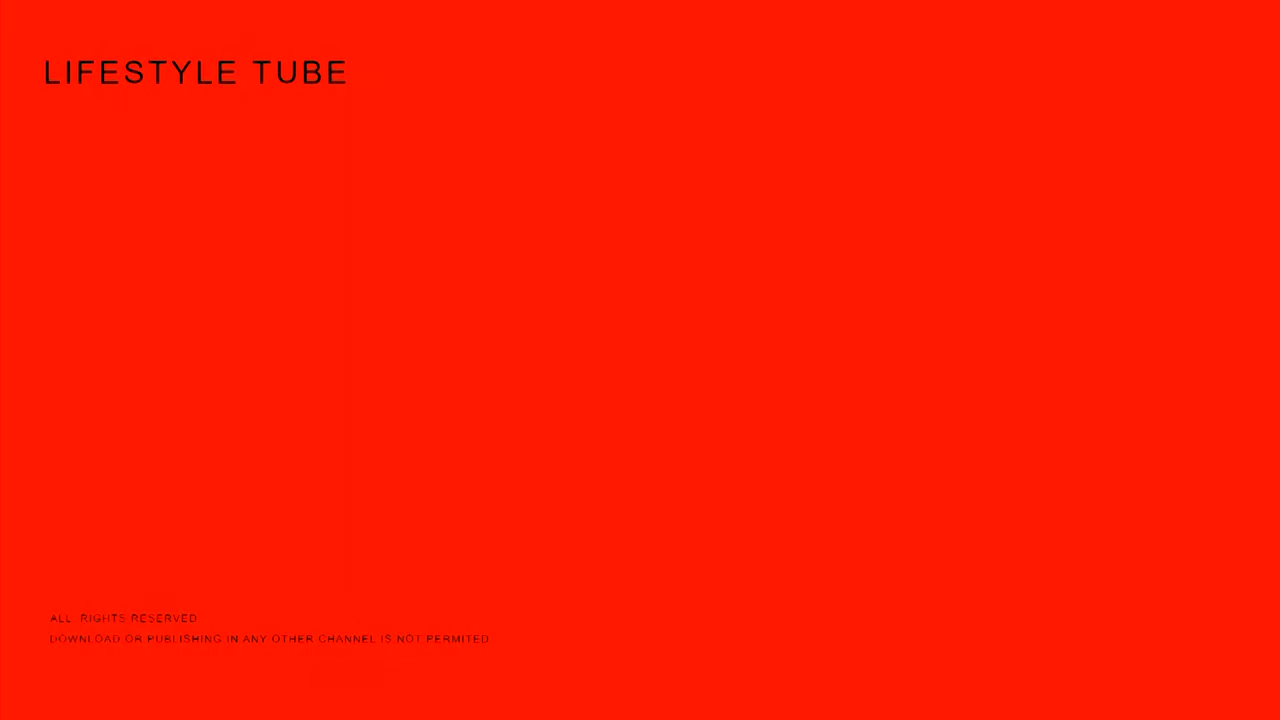 LIFESTYLE TUBE
ALL RIGHTS RESERVED
DOWNLOAD OR PUBLISHING IN ANY OTHER CHANNEL IS NOT PERMITED